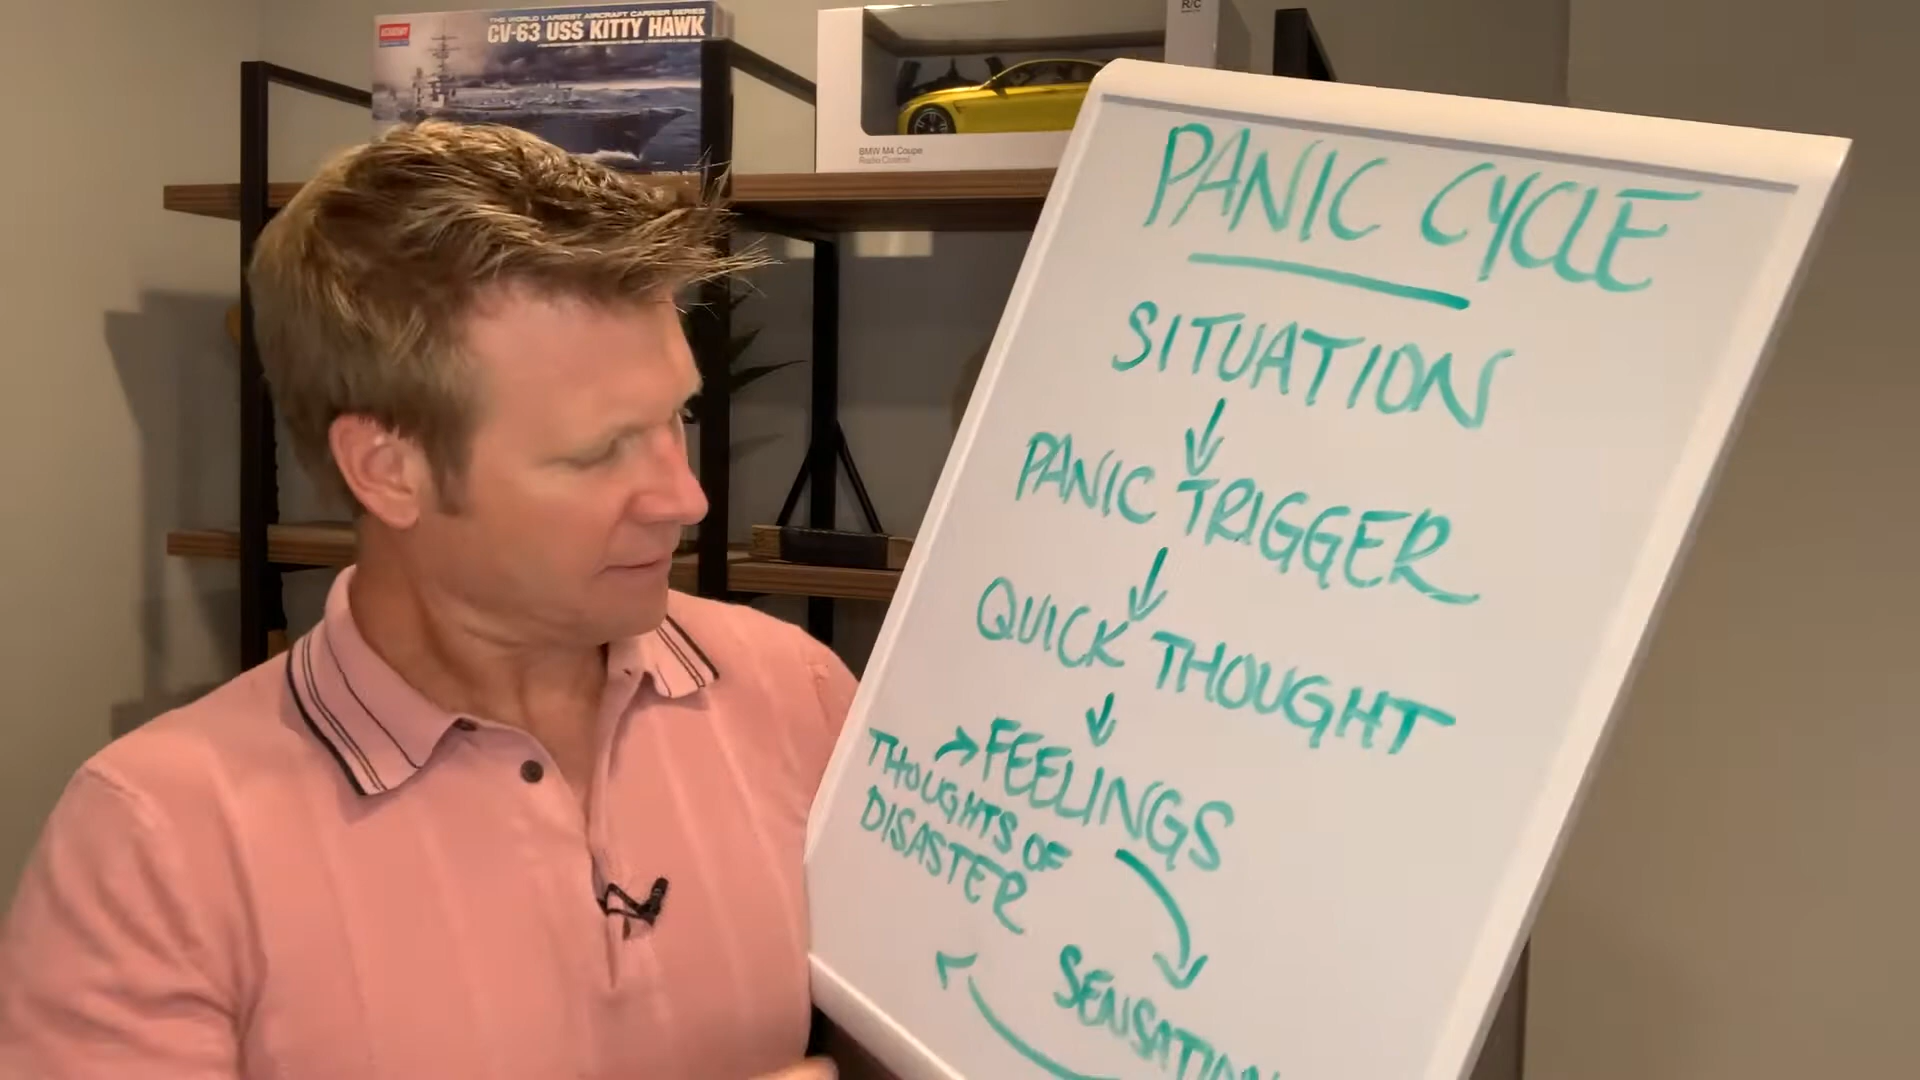 ACADEMY
THE WORLD LARGEST AIRCRAFT CARRIER SERIES
CV-63 USS KITTY HAWK
R/C
BMW M4 Coupe
Radio Control
PANIC CYCLE
SITUATION
PANIC TRIGGER
QUICK THOUGHT
FEELINGS
THOUGHTS OF
DISASTER
SENSATION